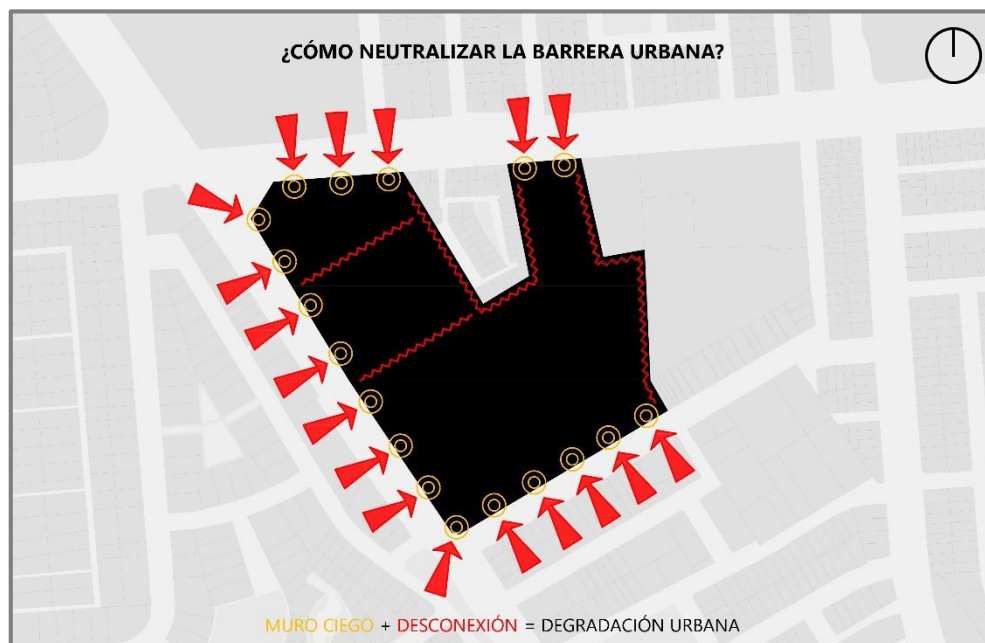 ¿CÓMO NEUTRALIZAR LA BARRERA URBANA?
MURO CIEGO + DESCONEXIÓN = DEGRADACIÓN URBANA